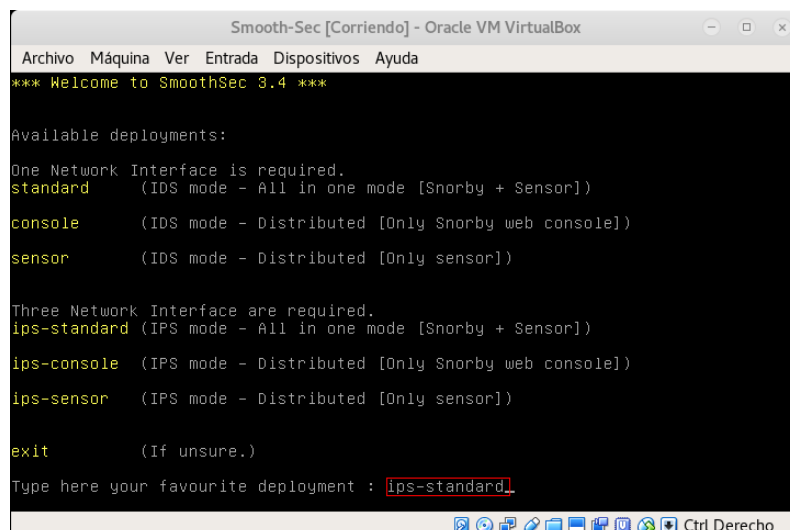 Smooth-Sec [Corriendo] - Oracle VM VirtualBox
Archivo Máquina Ver Entrada Dispositivos Ayuda
*** Welcome to SmoothSec 3.4 ***
Available deployments:
One Network Interface is required.
standard (IDS mode - All in one mode [Snorby + Sensor])
console (IDS mode - Distributed [Only Snorby web console])
sensor (IDS mode - Distributed [Only sensor])
Three Network Interface are required.
ips-standard (IPS mode - All in one mode [Snorby + Sensor])
ips-console (IPS mode - Distributed [Only Snorby web console])
ips-sensor (IPS mode - Distributed [Only sensor])
exit (If unsure.)
Type here your favourite deployment : ips-standard_
Ctrl Derecho